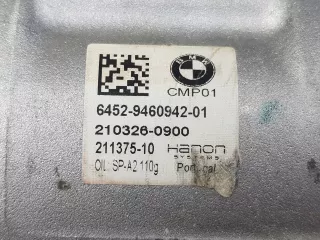 BMW
CMP01
6452-9460942-01
210326-0900
211375-10 Hanon
SYSTEMS
OIL: SP-A2 110g Portugal